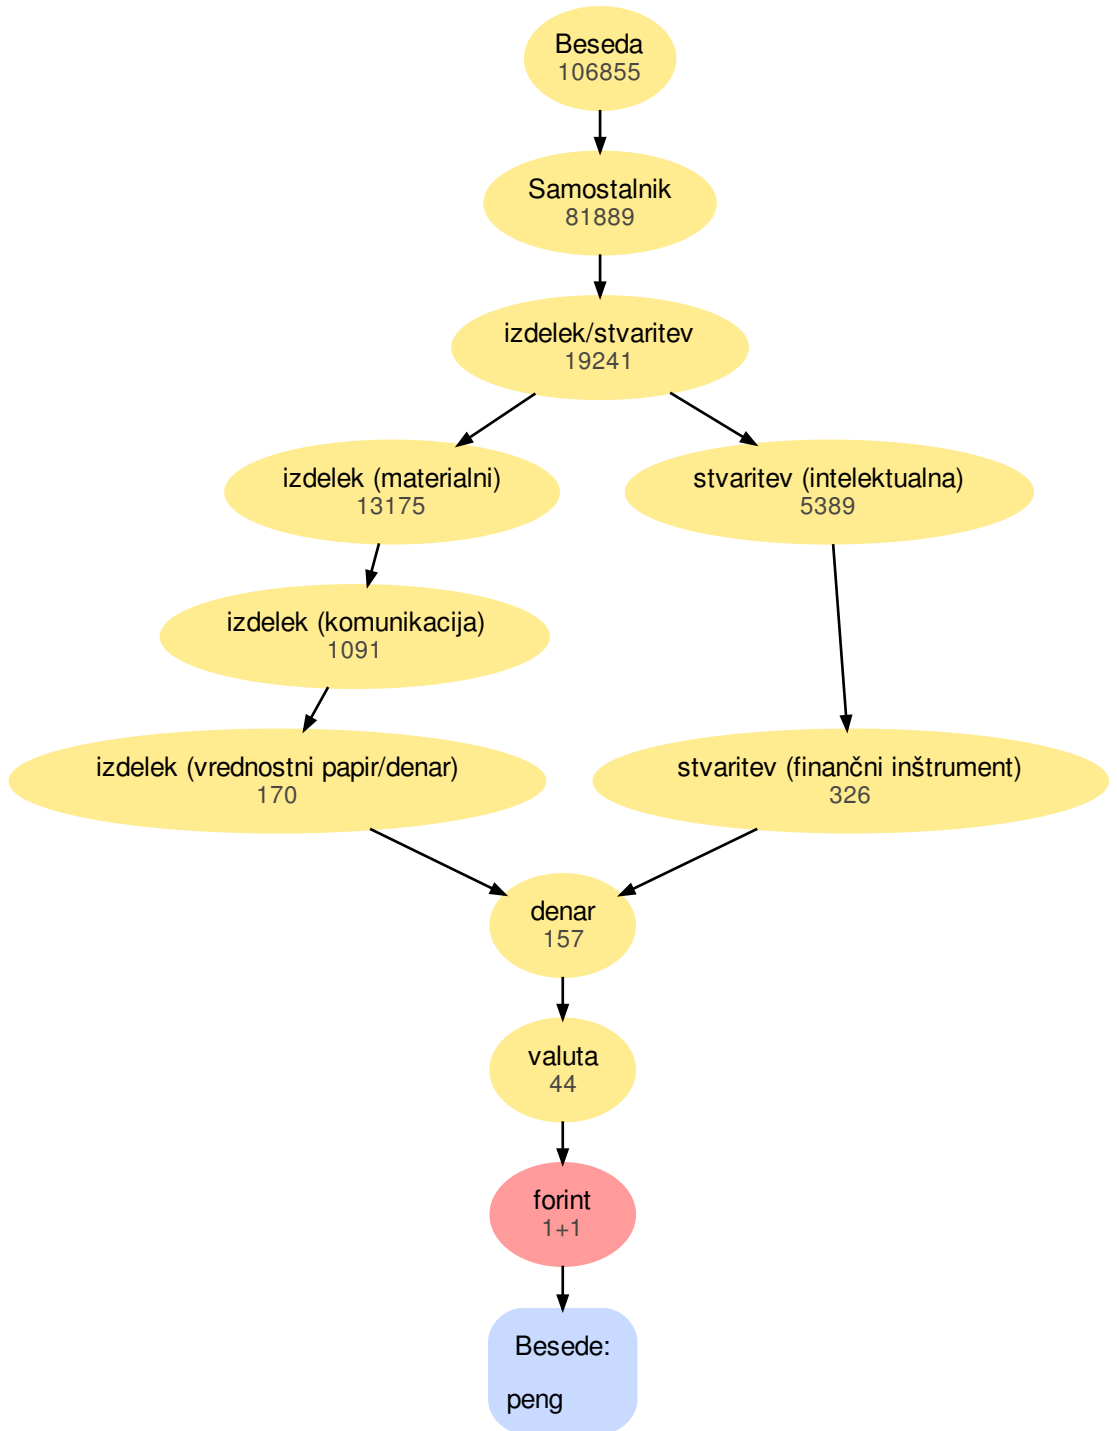 Beseda
106855
Samostalnik
81889
izdelek/stvaritev
19241
izdelek (materialni)
13175
stvaritev (intelektualna)
5389
izdelek (komunikacija)
1091
izdelek (vrednostni papir/denar)
170
stvaritev (finančni inštrument)
326
denar
157
valuta
44
forint
1+1
Besede:
peng